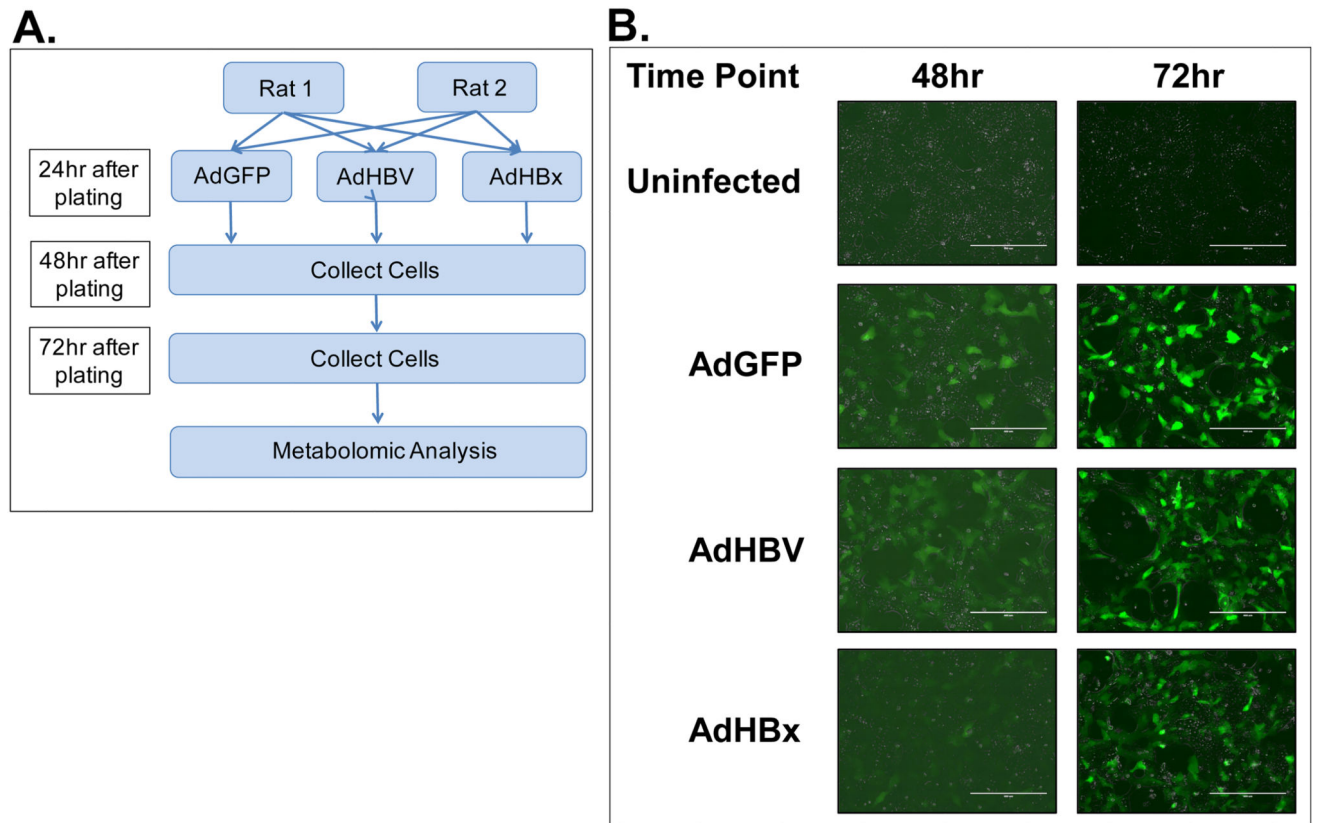 A.
Rat 1
Rat 2
24hr after
plating
AdGFP
AdHBV
AdHBx
48hr after
plating
Collect Cells
72hr after
plating
Collect Cells
Metabolomic Analysis
B.
Time Point
48hr
72hr
Uninfected
AdGFP
AdHBV
AdHBx